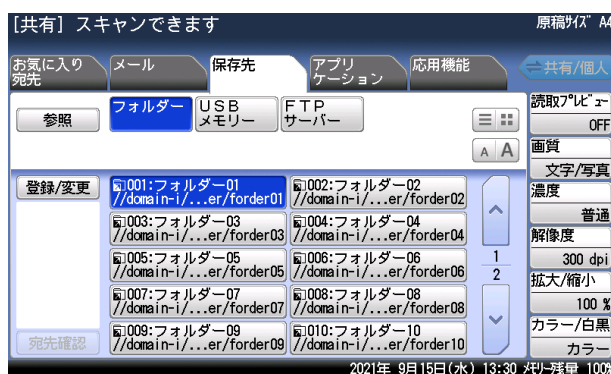 [共有] スキャンできます
原稿ｻｲｽﾞ A4
お気に入り
宛先
メール
保存先
アプリ
ケーション
応用機能
共有/個人
参照
フォルダー
USB
メモリー
FTP
サーバー
A A
読取ﾌﾟﾚﾋﾞｭｰ
OFF
画質
文字/写真
濃度
普通
解像度
300 dpi
拡大/縮小
100 %
カラー/白黒
カラー
登録/変更
001:フォルダー01
//domain-i/...er/forder01
002:フォルダー02
//domain-i/...er/forder02
003:フォルダー03
//domain-i/...er/forder03
004:フォルダー04
//domain-i/...er/forder04
005:フォルダー05
//domain-i/...er/forder05
006:フォルダー06
//domain-i/...er/forder06
007:フォルダー07
//domain-i/...er/forder07
008:フォルダー08
//domain-i/...er/forder08
009:フォルダー09
//domain-i/...er/forder09
010:フォルダー10
//domain-i/...er/forder10
1
2
宛先確認
2021年 9月15日(水) 13:30 ﾒﾓﾘｰ残量 100%